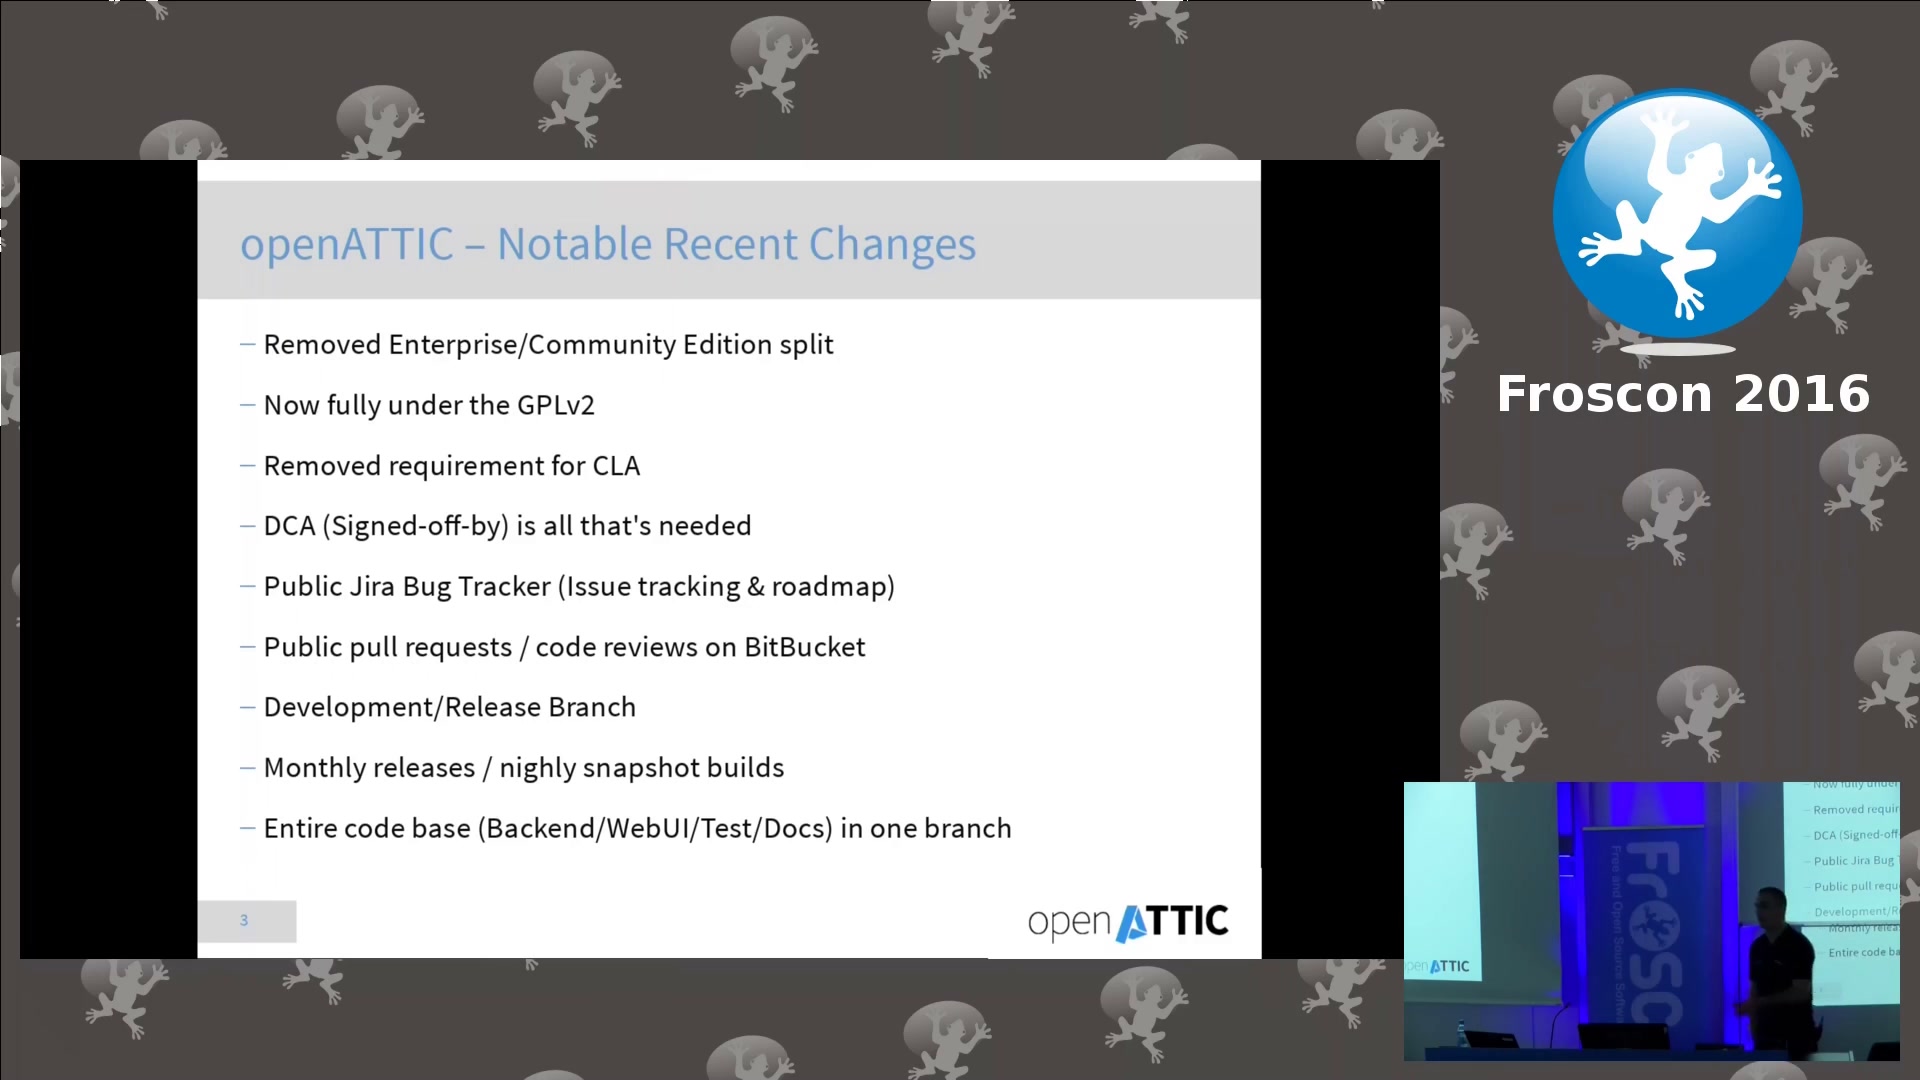 openATTIC – Notable Recent Changes
– Removed Enterprise/Community Edition split
– Now fully under the GPLv2
– Removed requirement for CLA
– DCA (Signed-off-by) is all that's needed
– Public Jira Bug Tracker (Issue tracking & roadmap)
– Public pull requests / code reviews on BitBucket
– Development/Release Branch
– Monthly releases / nighly snapshot builds
– Entire code base (Backend/WebUI/Test/Docs) in one branch
3
openATTIC
Froscon 2016
Now fully under
– Removed requir
– DCA (Signed-off
– Public Jira Bug
– Public pull requ
– Development/R
– Monthly relea
– Entire code ba
open ATTIC
FrOSC
Free and Open Source Softw